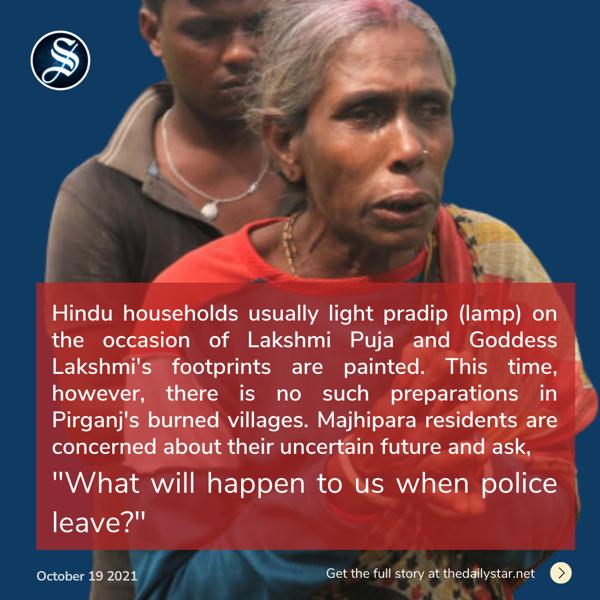 S
Hindu households usually light pradip (lamp) on
the occasion of Lakshmi Puja and Goddess
Lakshmi's footprints are painted. This time,
however, there is no such preparations in
Pirganj's burned villages. Majhipara residents are
concerned about their uncertain future and ask,
"What will happen to us when police
leave?"
October 19 2021
Get the full story at thedailystar.net